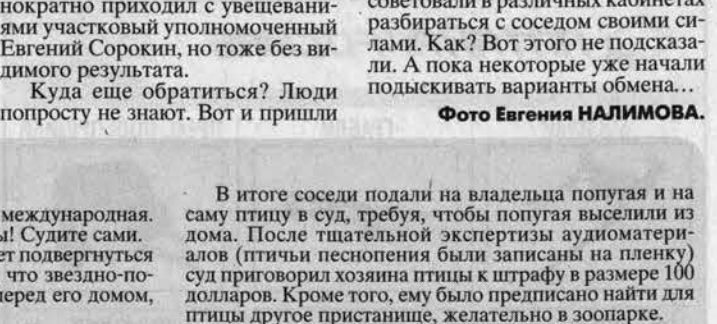 нократно приходил с увещевани-
ями участковый уполномоченный
Евгений Сорокин, но тоже без ви-
димого результата.
Куда еще обратиться? Люди
попросту не знают. Вот и пришли
советовали в различных кабинетах
разбираться с соседом своими си-
лами. Как? Вот этого не подсказа-
ли. А пока некоторые уже начали
подыскивать варианты обмена...
Фото Евгения НАЛИМОВА.
международная.
ы! Судите сами.
ет подвергнуться
что звездно-по-
перед его домом,
В итоге соседи подали на владельца попугая и на
саму птицу в суд, требуя, чтобы попугая выселили из
дома. После тщательной экспертизы аудиоматери-
алов (птичьи песнопения были записаны на пленку)
суд приговорил хозяина птицы к штрафу в размере 100
долларов. Кроме того, ему было предписано найти для
птицы другое пристанище, желательно в зоопарке.